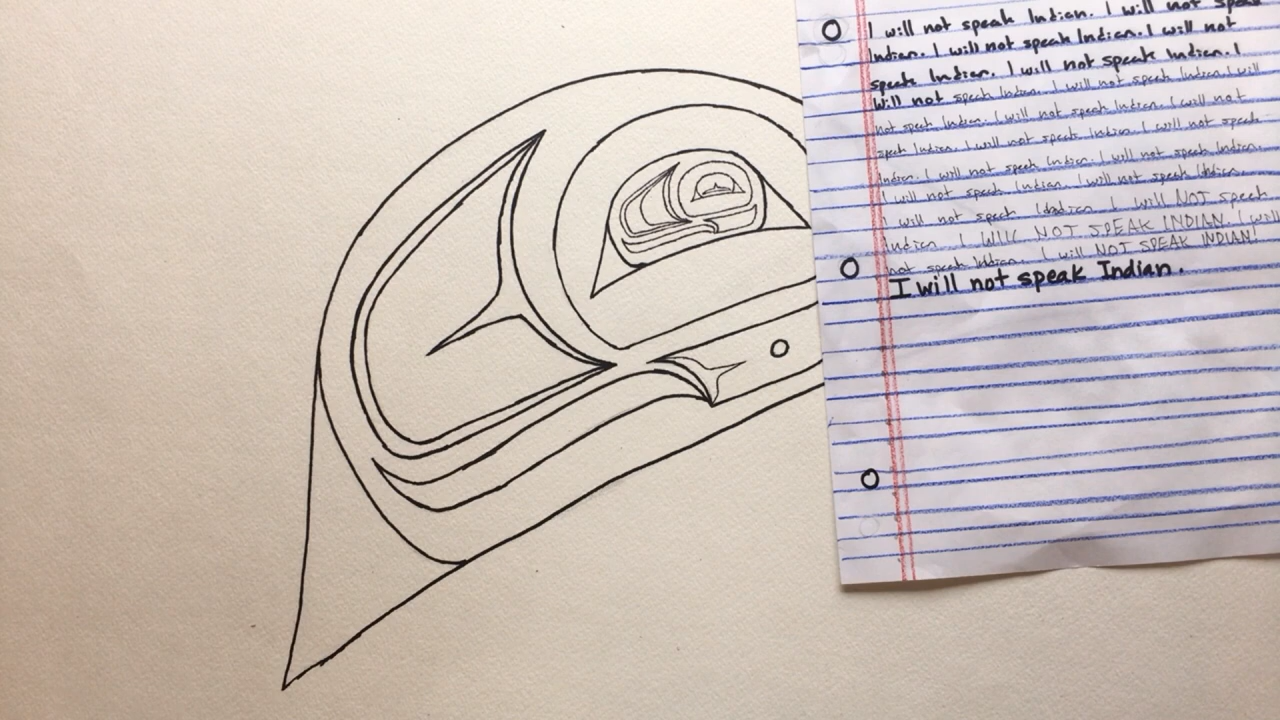 I will not speak Indian. I will not speak
Indian. I will not speak Indian. I will not
speak Indian. I will not speak Indian. I
will not speak Indian. I will not speak Indian. I will
not speak Indian. I will not speak Indian. I will not
speak Indian. I will not speak Indian. I will not speak
Indian. I will not speak Indian. I will not speak Indian.
I will not speak Indian. I will not speak Indian.
I will not speak Indian I will NOT speak
Indian I WILL NOT SPEAK INDIAN. I will
not speak Indian. I will NOT SPEAK INDIAN!
I will not speak Indian.